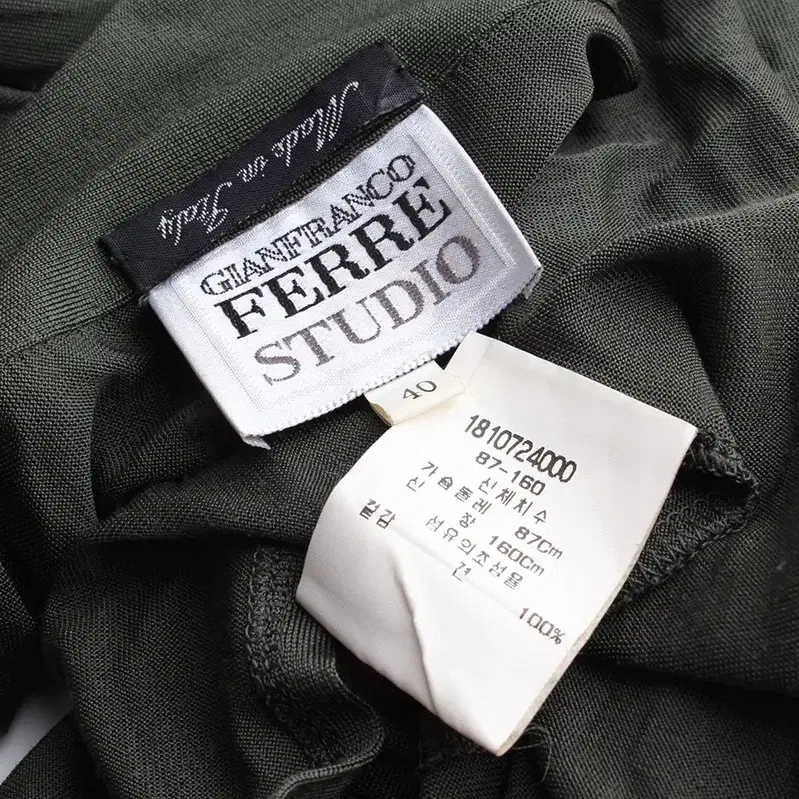 Made in Italy
GIANFRANCO
FERRE
STUDIO
40
1810724000
87-160
신체치수
가슴둘레 87Cm
신 장 160Cm
겉감 섬유의조성율
견 100%